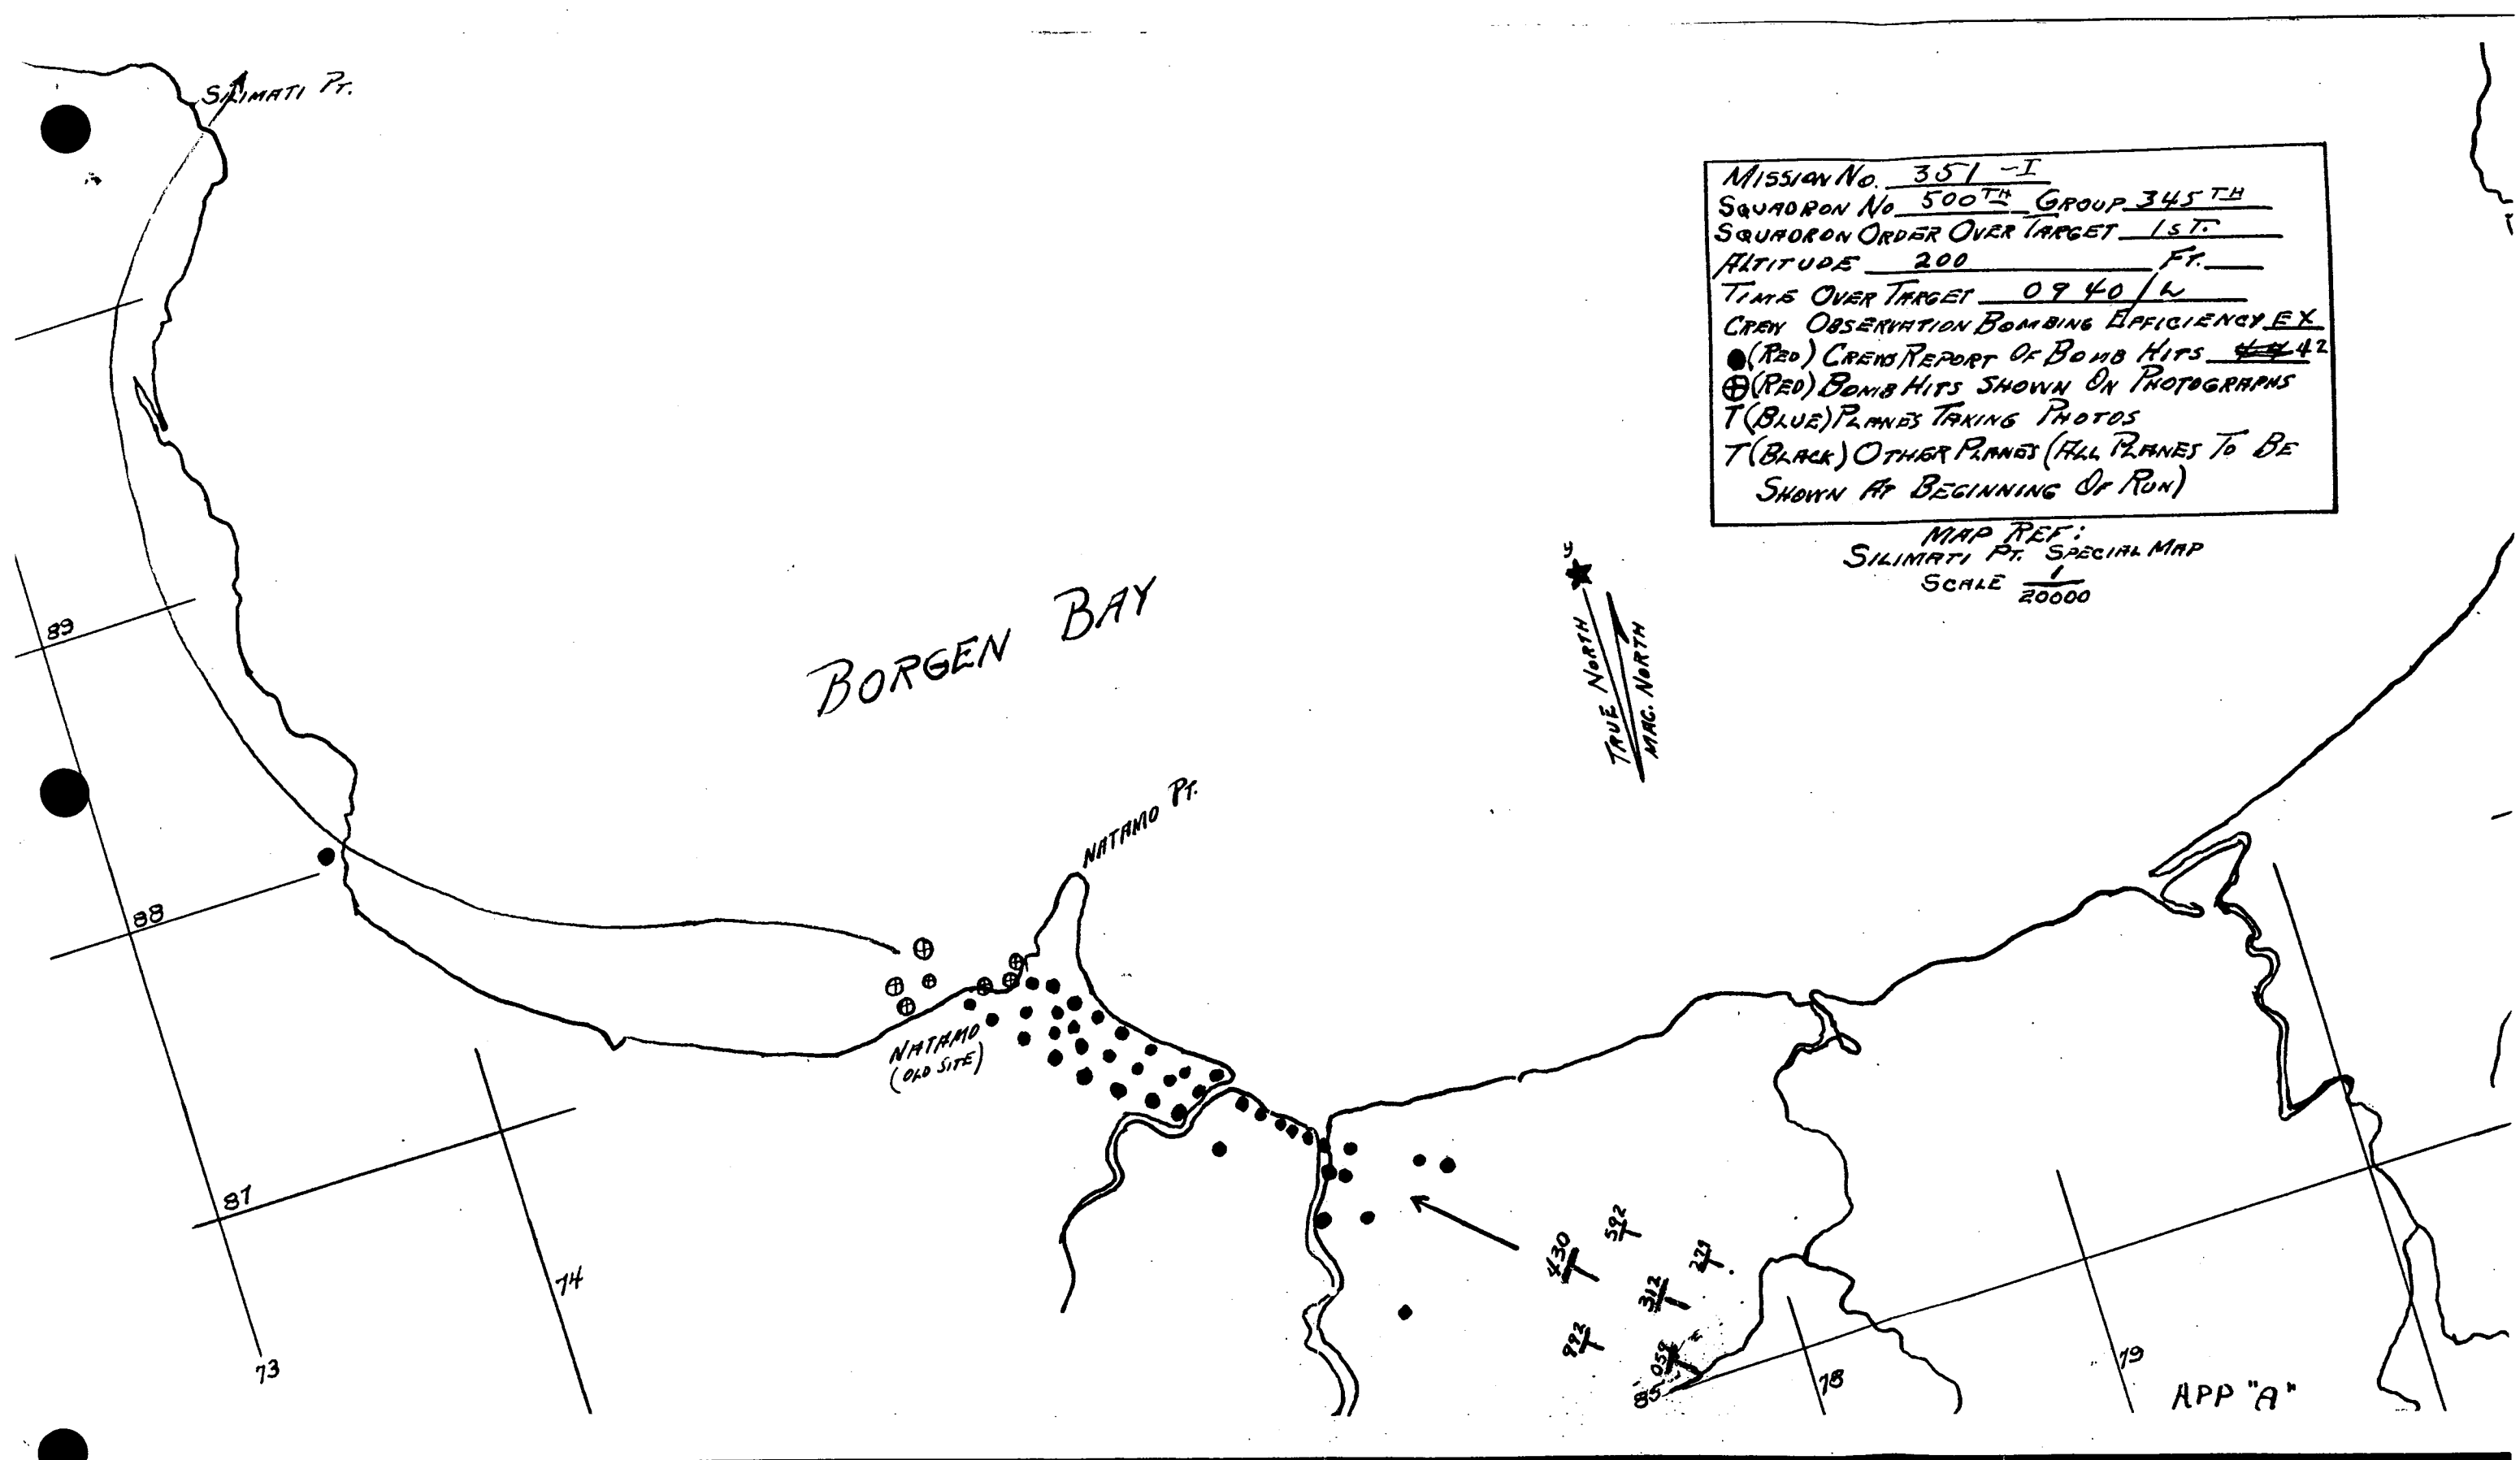 SILIMATI PT.
MISSION NO. 351 -I
SQUADRON NO 500TH GROUP 345TH
SQUADRON ORDER OVER TARGET 1ST.
ALTITUDE 200 FT.
TIME OVER TARGET 0940/L
CREW OBSERVATION BOMBING EFFICIENCY EX
(RED) CREWS REPORT OF BOMB HITS 42
(RED) BOMB HITS SHOWN ON PHOTOGRAPHS
T (BLUE) PLANES TAKING PHOTOS
T (BLACK) OTHER PLANES (ALL PLANES TO BE
SHOWN AT BEGINNING OF RUN)
MAP REF:
SILIMATI PT. SPECIAL MAP
SCALE 1/20000
y
TRUE NORTH
MAG. NORTH
BORGEN BAY
89
NATAMO PT.
88
NATAMO
(OLD SITE)
87
74
73
430
592
312
058
85
78
79
APP "A"